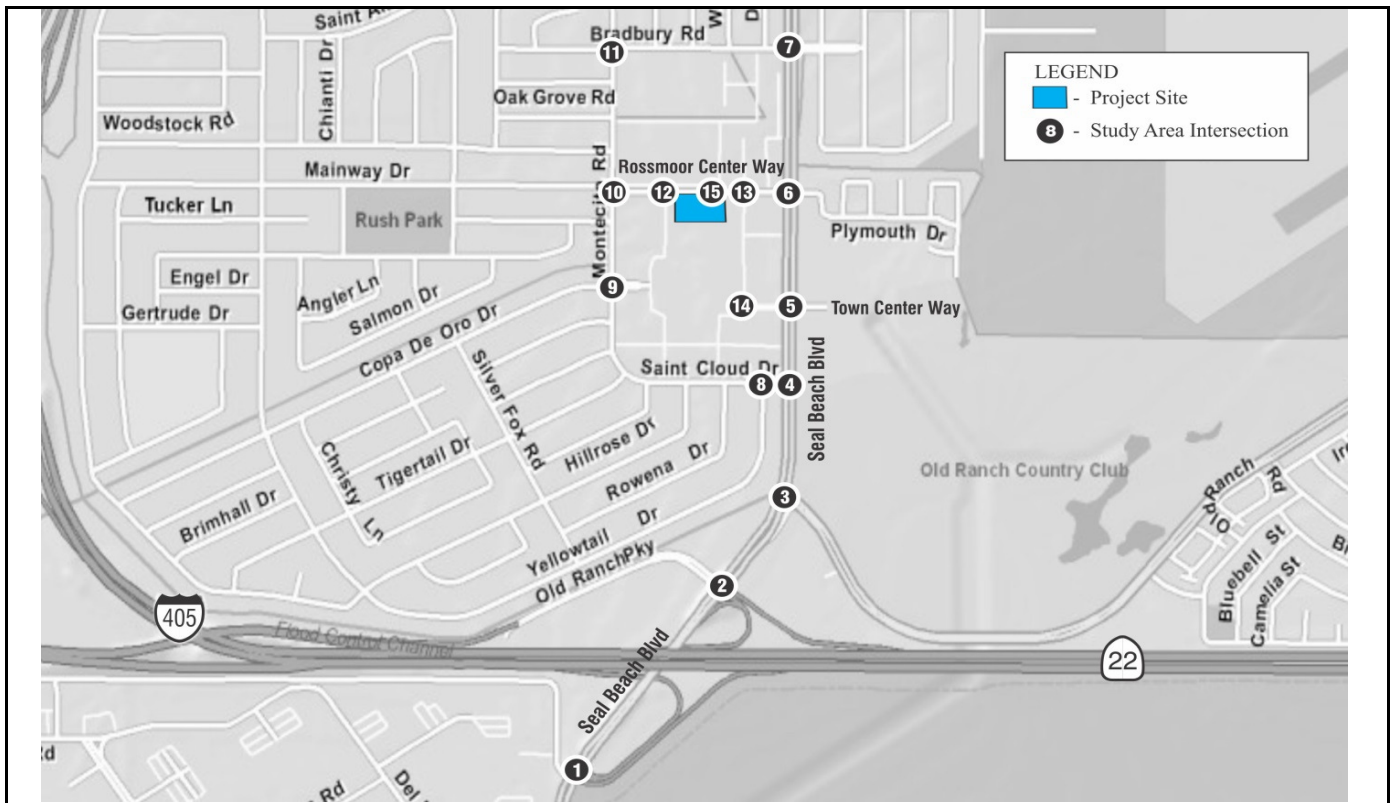 Saint
Chianti Dr
W
D
Bradbury Rd
11
7
LEGEND
- Project Site
8 - Study Area Intersection
Oak Grove Rd
Woodstock Rd
Mainway Dr
Montecito Rd
Rossmoor Center Way
10
12
15
13
6
Tucker Ln
Rush Park
Plymouth Dr
Engel Dr
Angler Ln
Salmon Dr
9
Gertrude Dr
Copa De Oro Dr
14
5
Town Center Way
Silver Fox Rd
Saint Cloud Dr
8
4
Seal Beach Blvd
Christy Ln
Tigertail Dr
Hillrose Dr
Rowena Dr
Old Ranch Country Club
Old Ranch Rd
3
Brimhall Dr
Yellowtail Dr
Old Ranch Pky
2
Bluebell St
Camelia St
405
Flood Control Channel
22
Seal Beach Blvd
1
Rd
Rd
Del